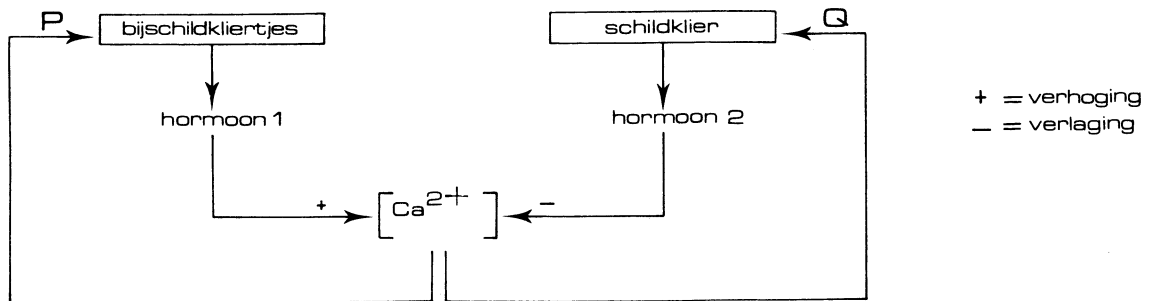 P
bijschildkliertjes
schildklier
Q
hormoon 1
hormoon 2
+ = verhoging
− = verlaging
+
[Ca2+ ]
−